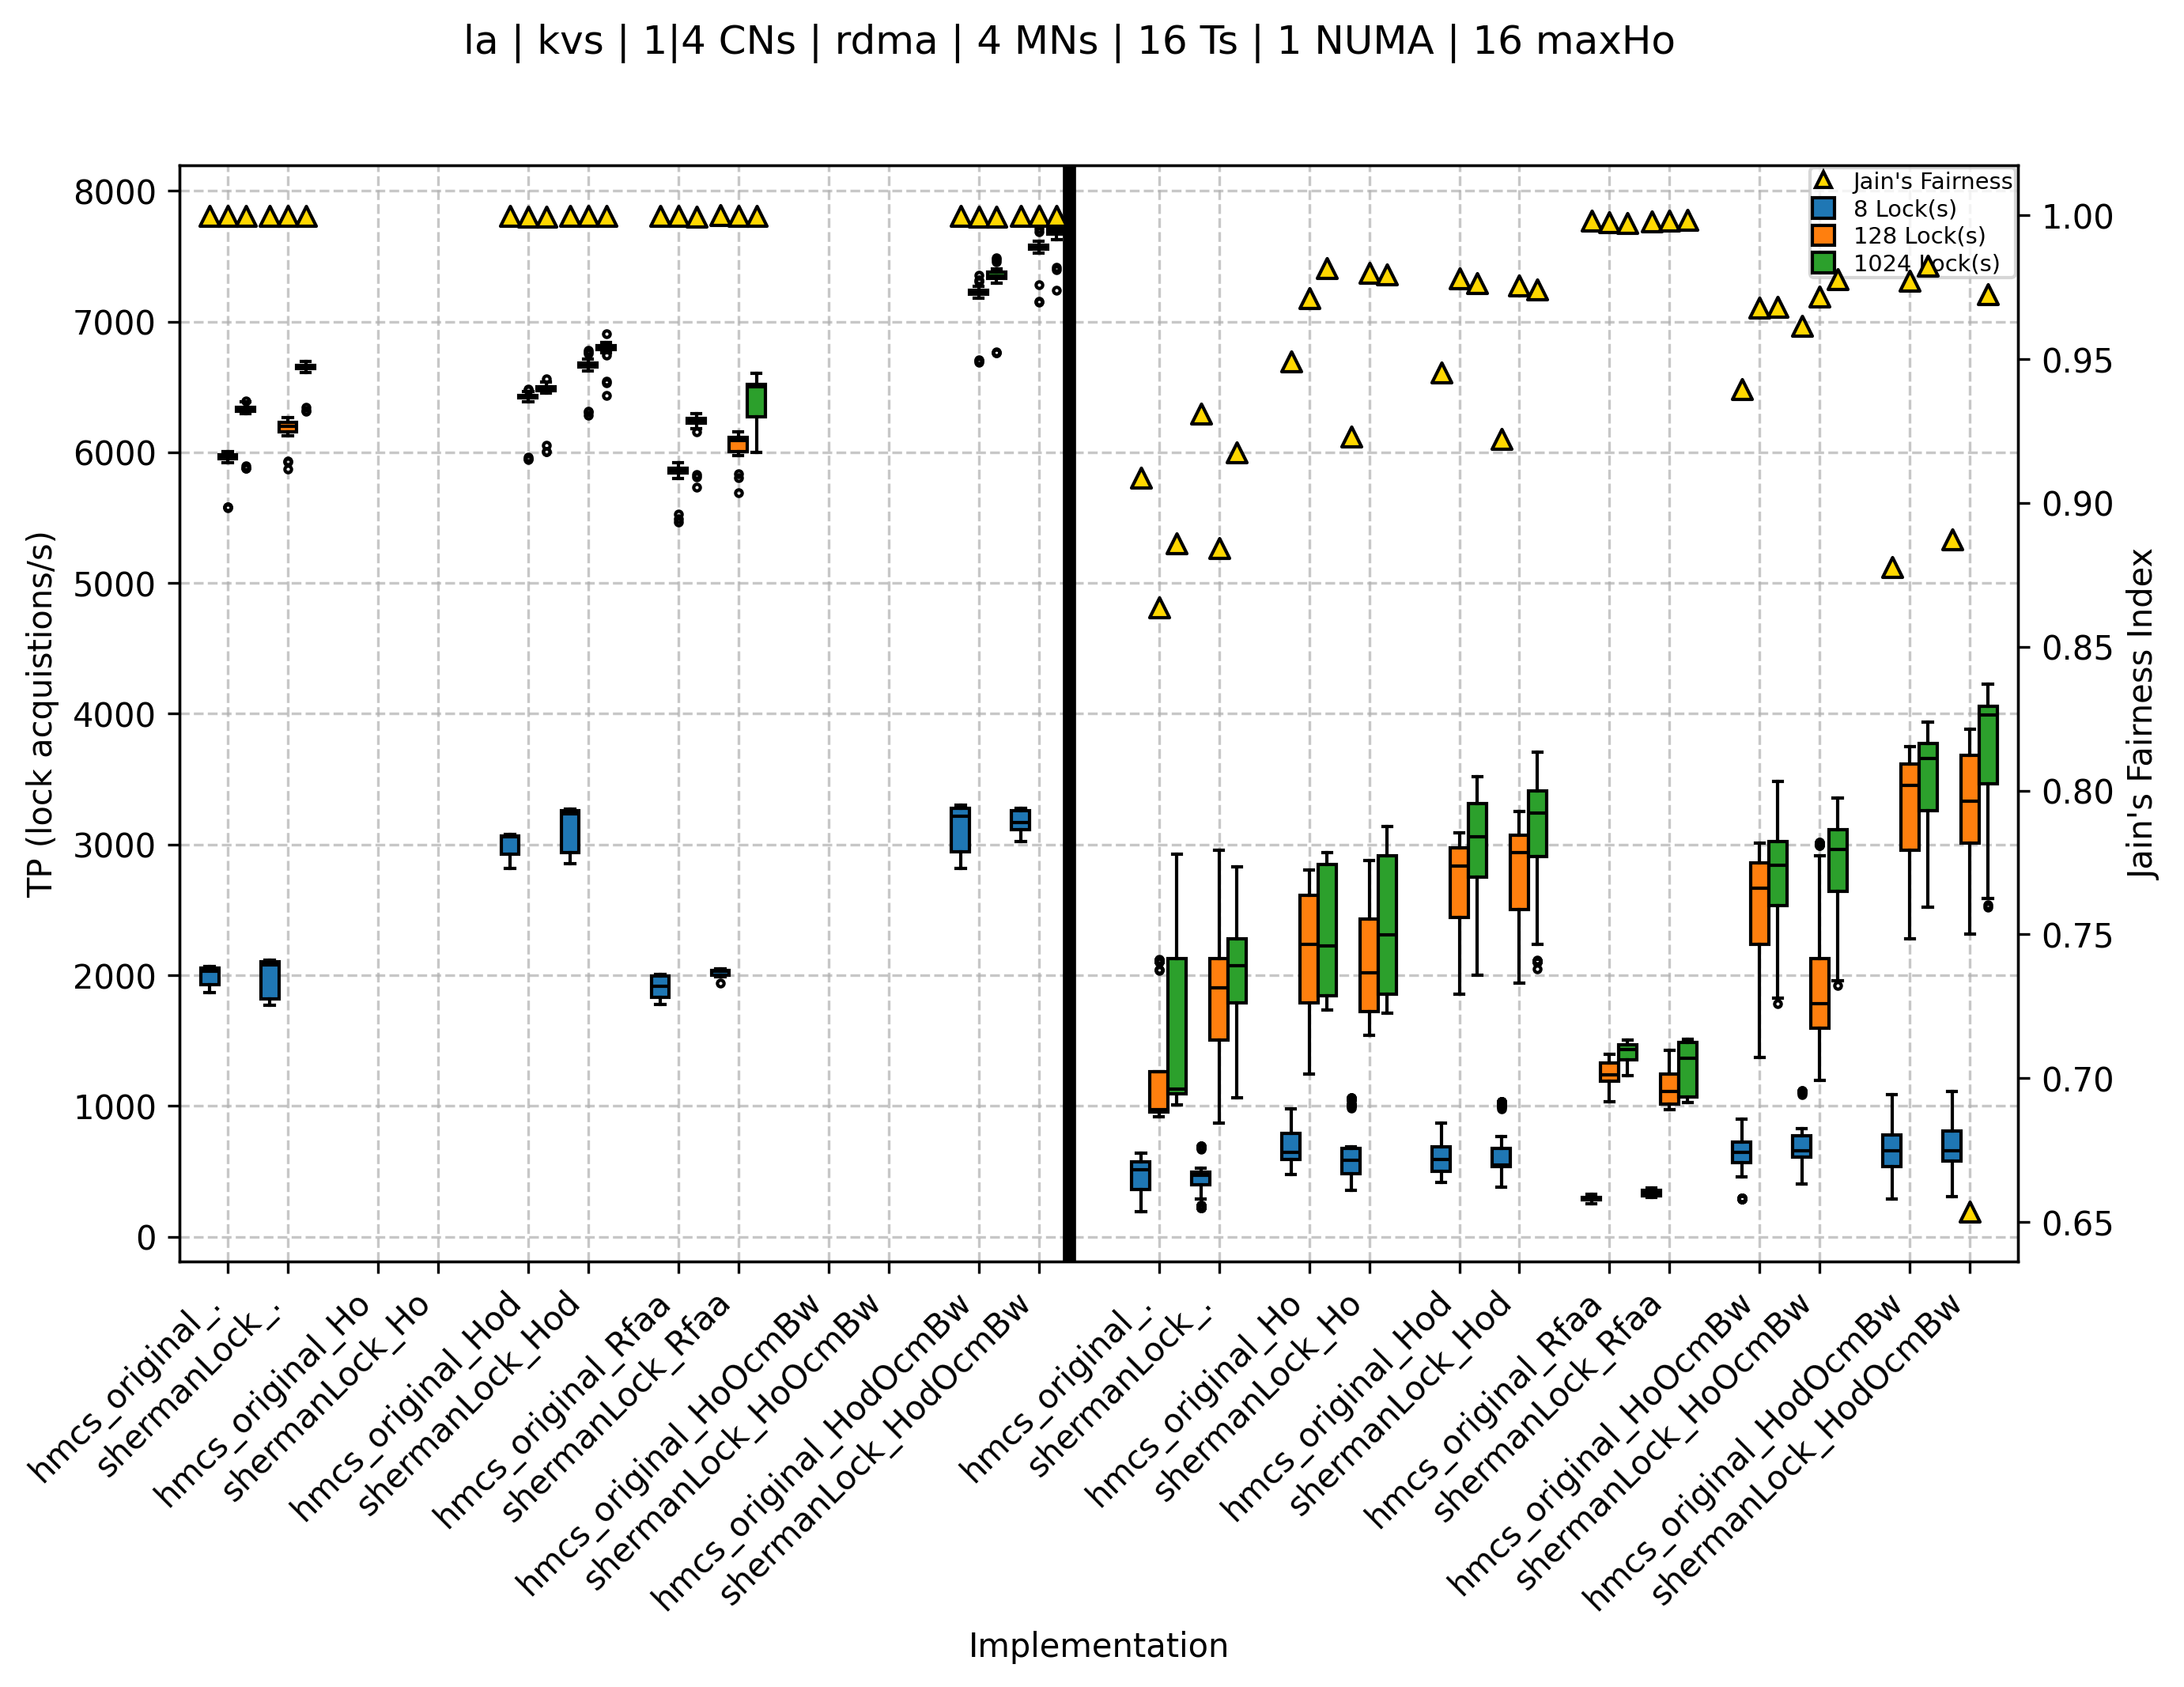 la | kvs | 1|4 CNs | rdma | 4 MNs | 16 Ts | 1 NUMA | 16 maxHo
Jain's Fairness
8 Lock(s)
128 Lock(s)
1024 Lock(s)
TP (lock acquistions/s)
8000
7000
6000
5000
4000
3000
2000
1000
0
Jain's Fairness Index
1.00
0.95
0.90
0.85
0.80
0.75
0.70
0.65
hmcs_original_.
shermanLock_.
hmcs_original_Ho
shermanLock_Ho
hmcs_original_Hod
shermanLock_Hod
hmcs_original_Rfaa
shermanLock_Rfaa
hmcs_original_HoOcmBw
shermanLock_HoOcmBw
hmcs_original_HodOcmBw
shermanLock_HodOcmBw
hmcs_original_.
shermanLock_.
hmcs_original_Ho
shermanLock_Ho
hmcs_original_Hod
shermanLock_Hod
hmcs_original_Rfaa
shermanLock_Rfaa
hmcs_original_HoOcmBw
shermanLock_HoOcmBw
hmcs_original_HodOcmBw
shermanLock_HodOcmBw
Implementation